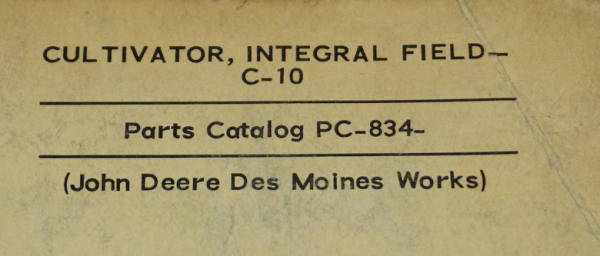 CULTIVATOR, INTEGRAL FIELD—
C-10
Parts Catalog PC-834-
(John Deere Des Moines Works)